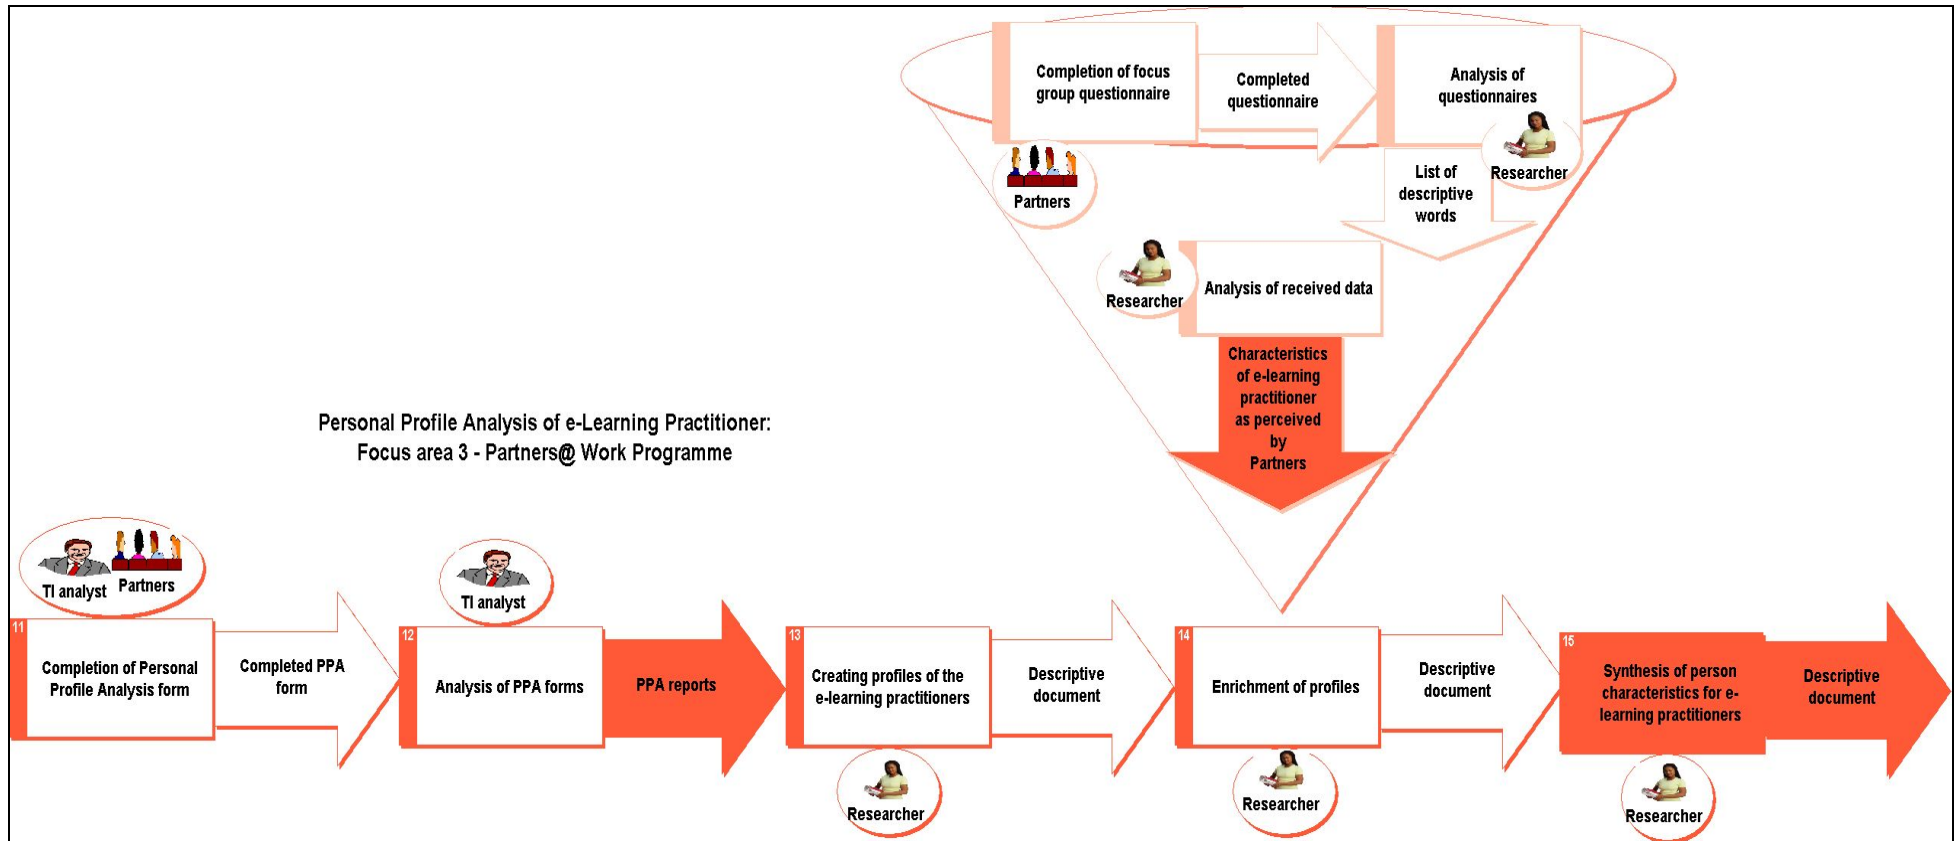 Completion of focus
group questionnaire
Completed
questionnaire
Analysis of
questionnaires
Partners
Researcher
List of
descriptive
words
Researcher
Analysis of received data
Characteristics
of e-learning
practitioner
as perceived
by
Partners
Personal Profile Analysis of e-Learning Practitioner:
Focus area 3 - Partners@ Work Programme
TI analyst
Partners
TI analyst
11
Completion of Personal
Profile Analysis form
Completed PPA
form
12
Analysis of PPA forms
PPA reports
13
Creating profiles of the
e-learning practitioners
Researcher
Descriptive
document
14
Enrichment of profiles
Researcher
Descriptive
document
15
Synthesis of person
characteristics for e-
learning practitioners
Researcher
Descriptive
document